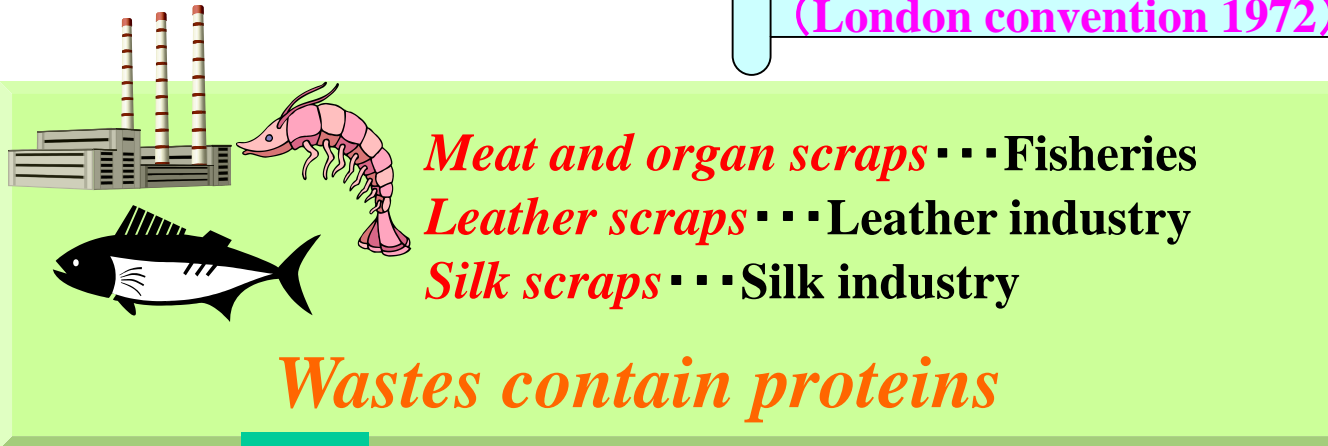 (London convention 1972)
Meat and organ scraps･･･Fisheries
Leather scraps･･･Leather industry
Silk scraps･･･Silk industry
Wastes contain proteins